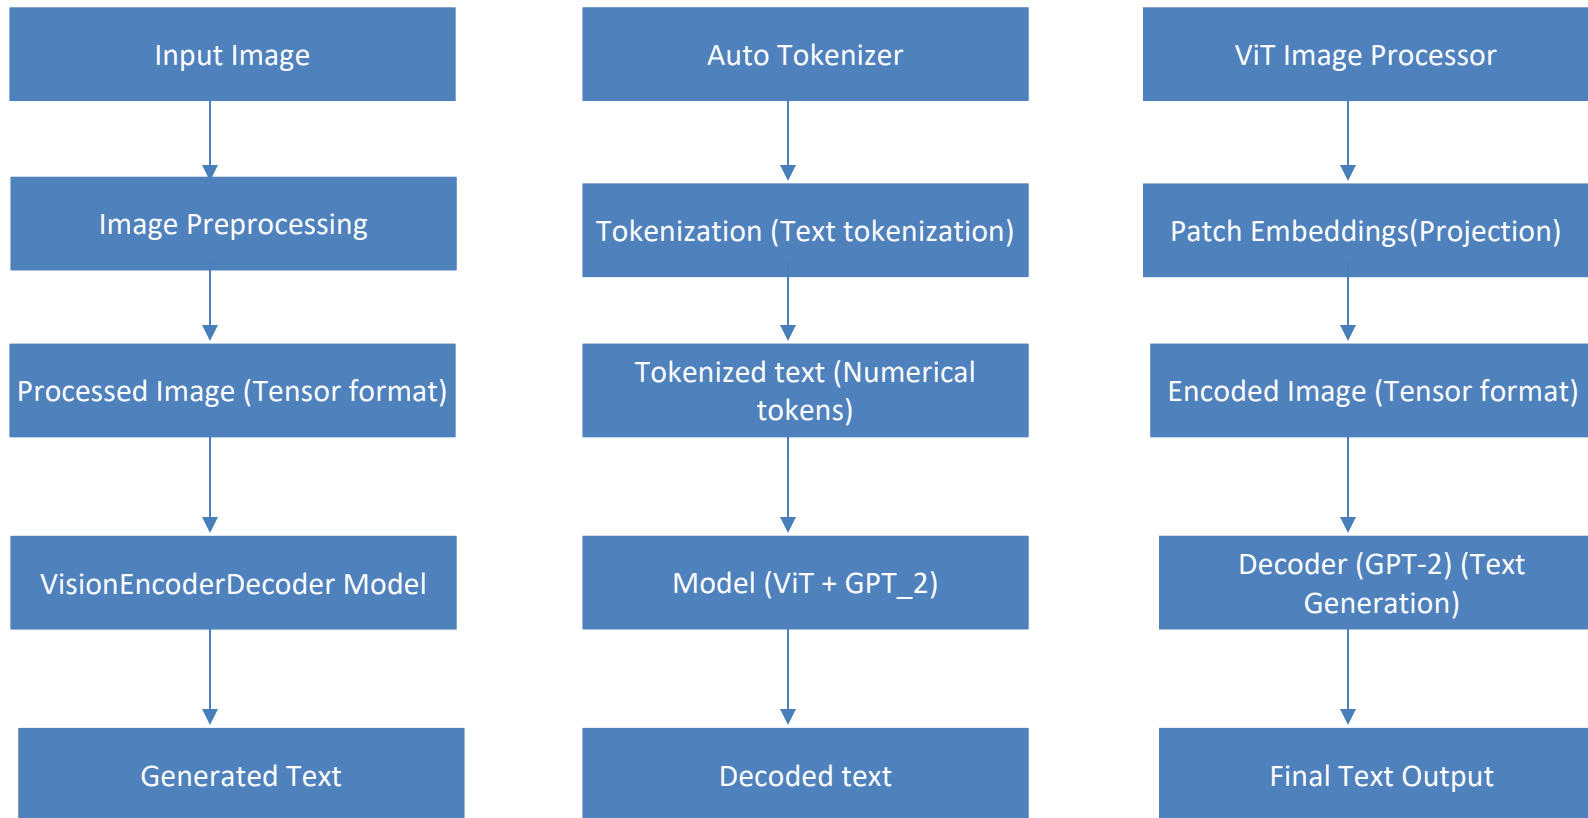 Input Image
Auto Tokenizer
ViT Image Processor
Image Preprocessing
Tokenization (Text tokenization)
Patch Embeddings(Projection)
Processed Image (Tensor format)
Tokenized text (Numerical
tokens)
Encoded Image (Tensor format)
VisionEncoderDecoder Model
Model (ViT + GPT_2)
Decoder (GPT-2) (Text
Generation)
Generated Text
Decoded text
Final Text Output